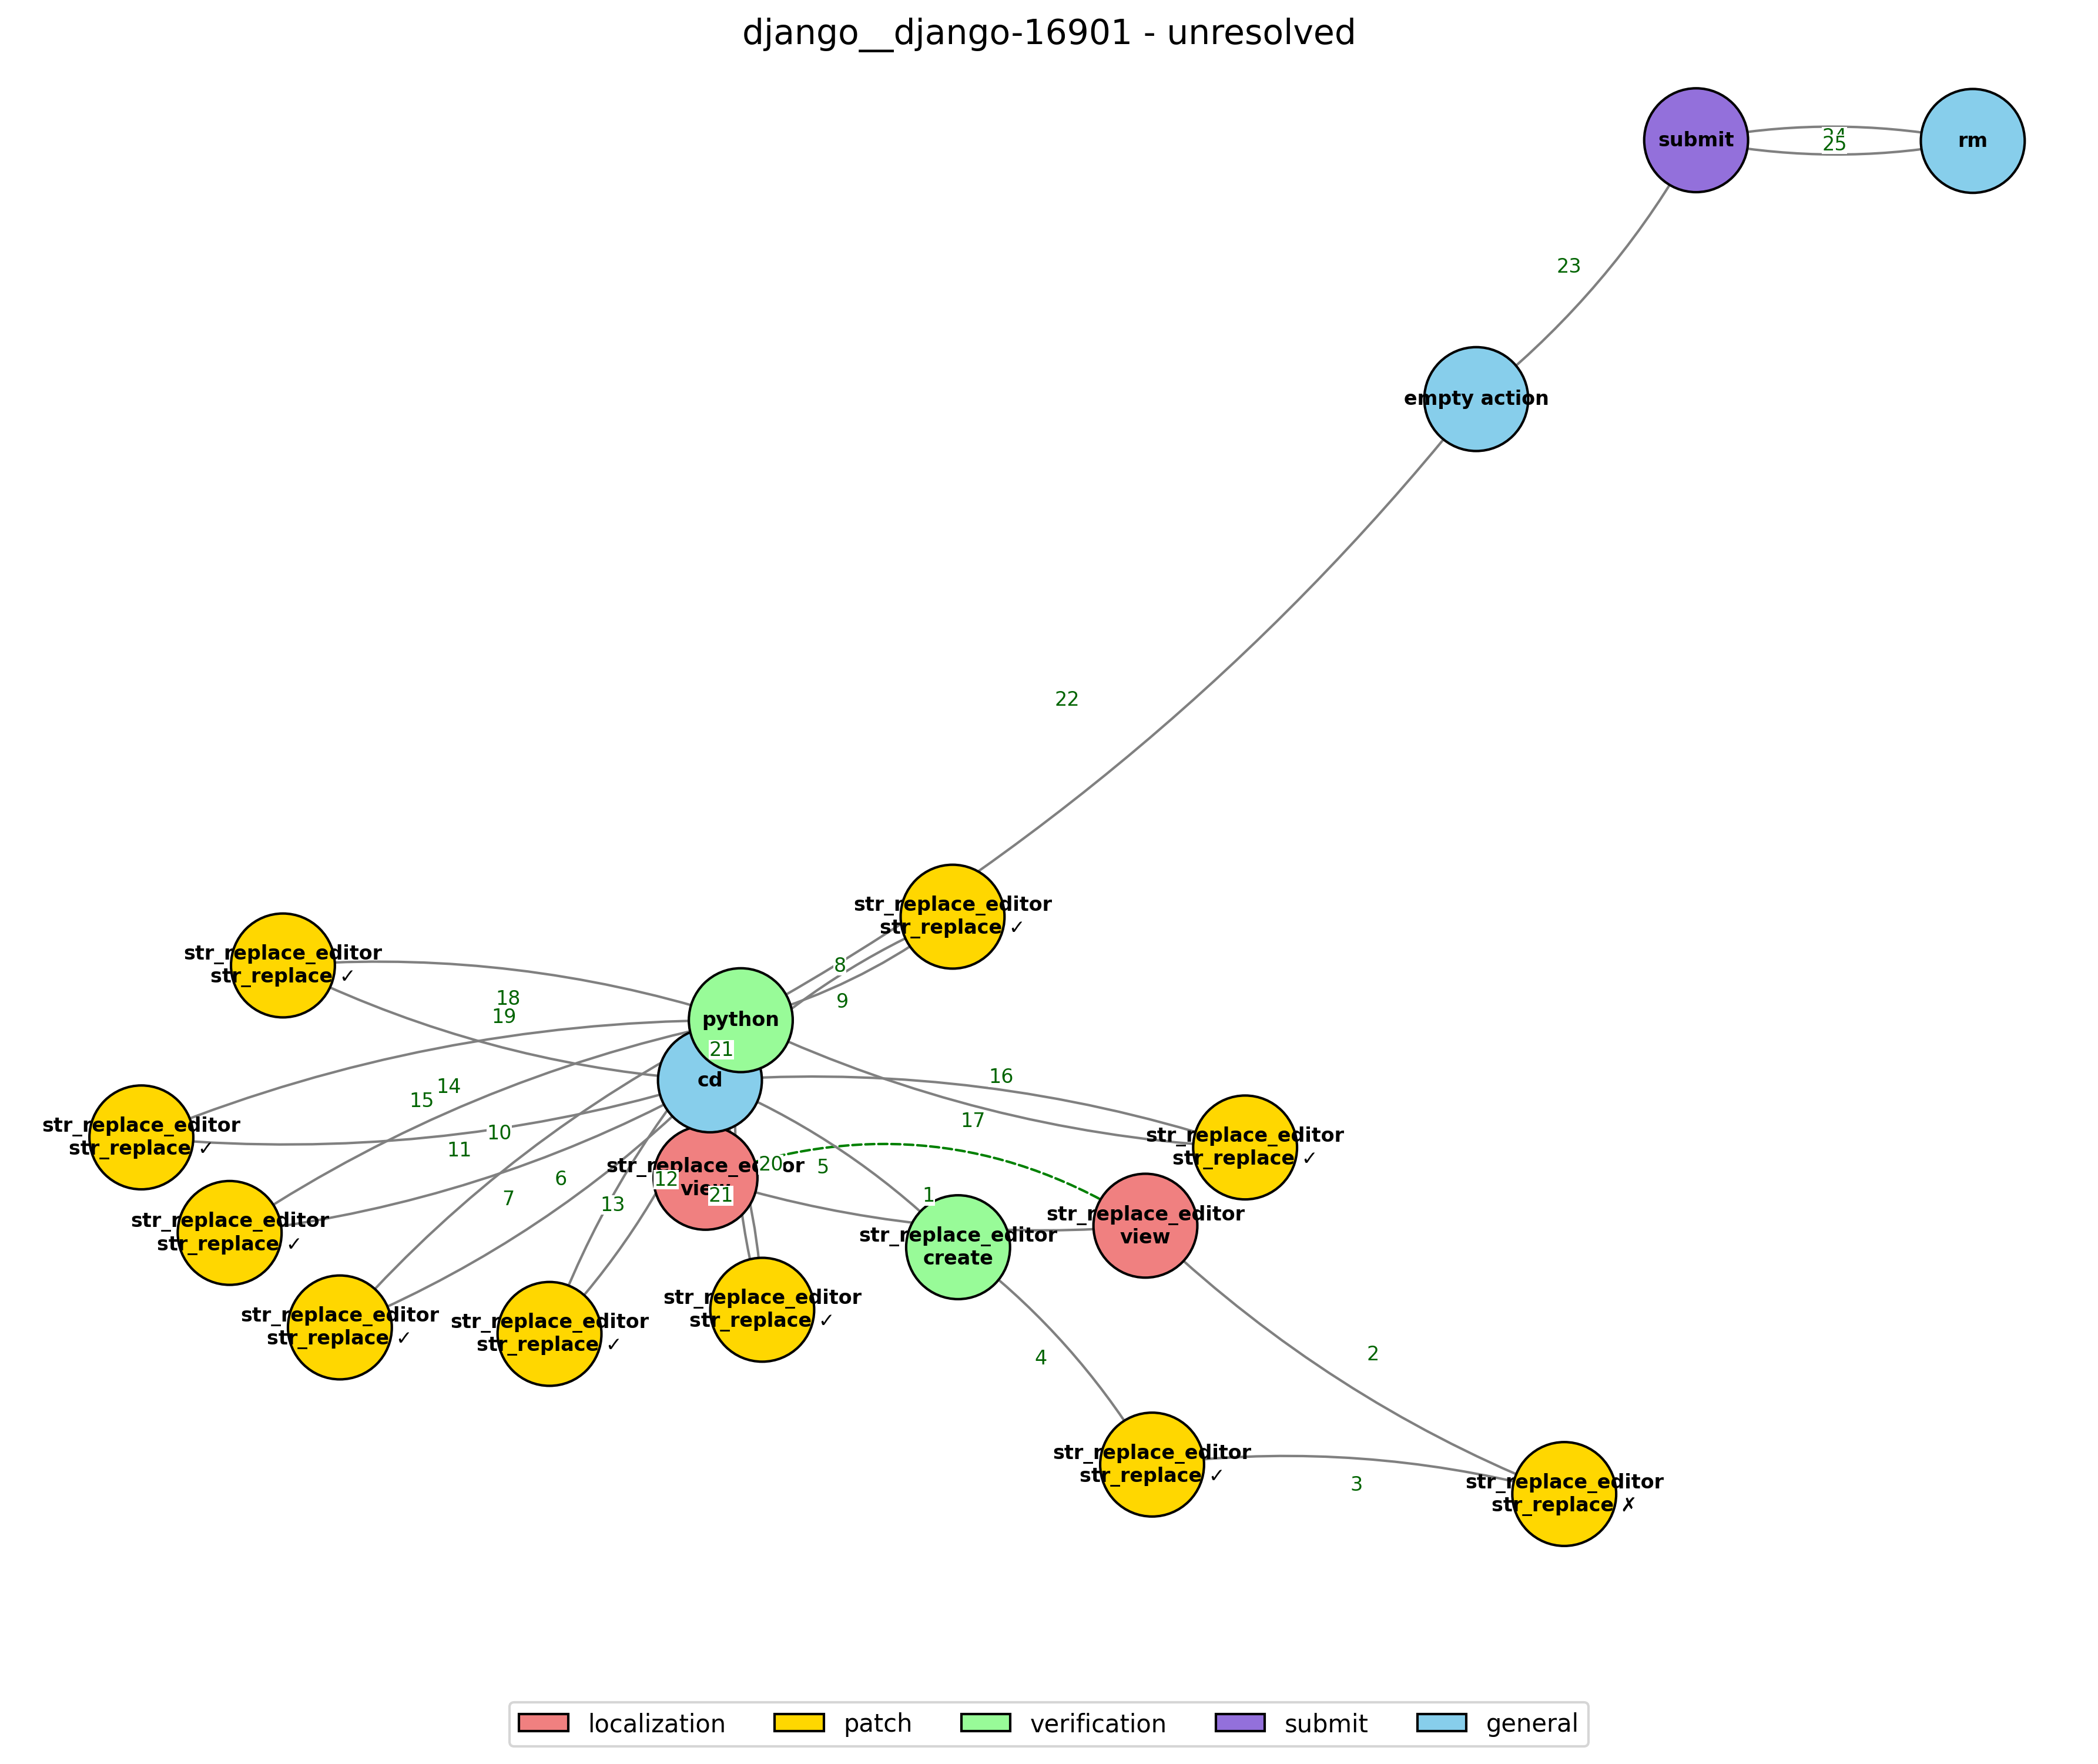 django__django-16901 - unresolved
submit
rm
24
25
23
empty action
22
str_replace_editor
str_replace ✓
str_replace_editor
str_replace ✓
8
9
18
19
python
21
cd
16
14
15
17
10
11
str_replace_editor
str_replace ✓
str_replace_editor
str_replace ✓
20
5
str_replace_editor
view
12
6
7
13
21
1
str_replace_editor
view
str_replace_editor
create
str_replace_editor
str_replace ✓
str_replace_editor
str_replace ✓
str_replace_editor
str_replace ✓
str_replace_editor
str_replace ✓
4
2
str_replace_editor
str_replace ✓
3
str_replace_editor
str_replace ✗
localization
patch
verification
submit
general